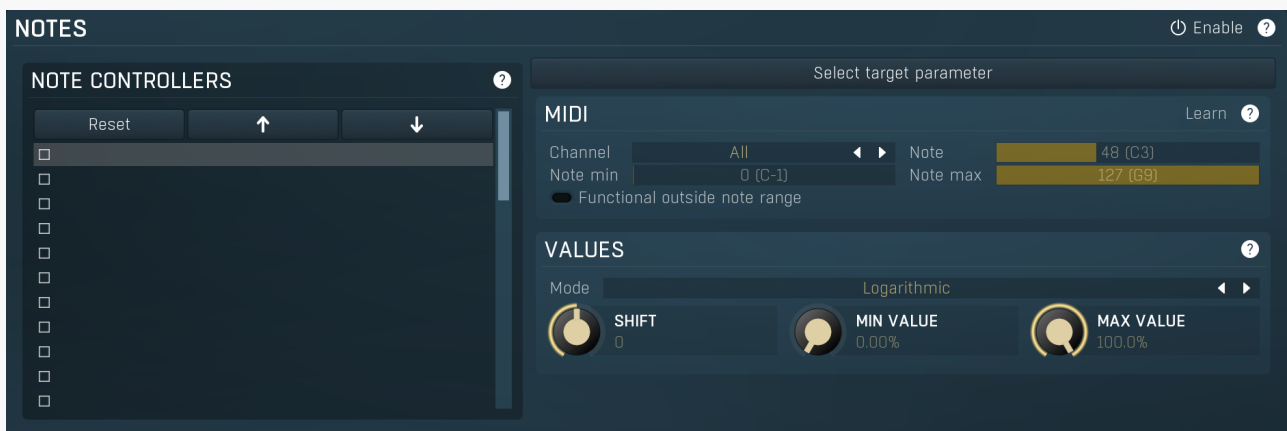 NOTES
Enable ?
NOTE CONTROLLERS ?
Reset
Select target parameter
MIDI
Learn ?
Channel All Note 48 (C3)
Note min 0 (C-1) Note max 127 (G9)
Functional outside note range
VALUES ?
Mode Logarithmic
SHIFT
0
MIN VALUE
0.00%
MAX VALUE
100.0%